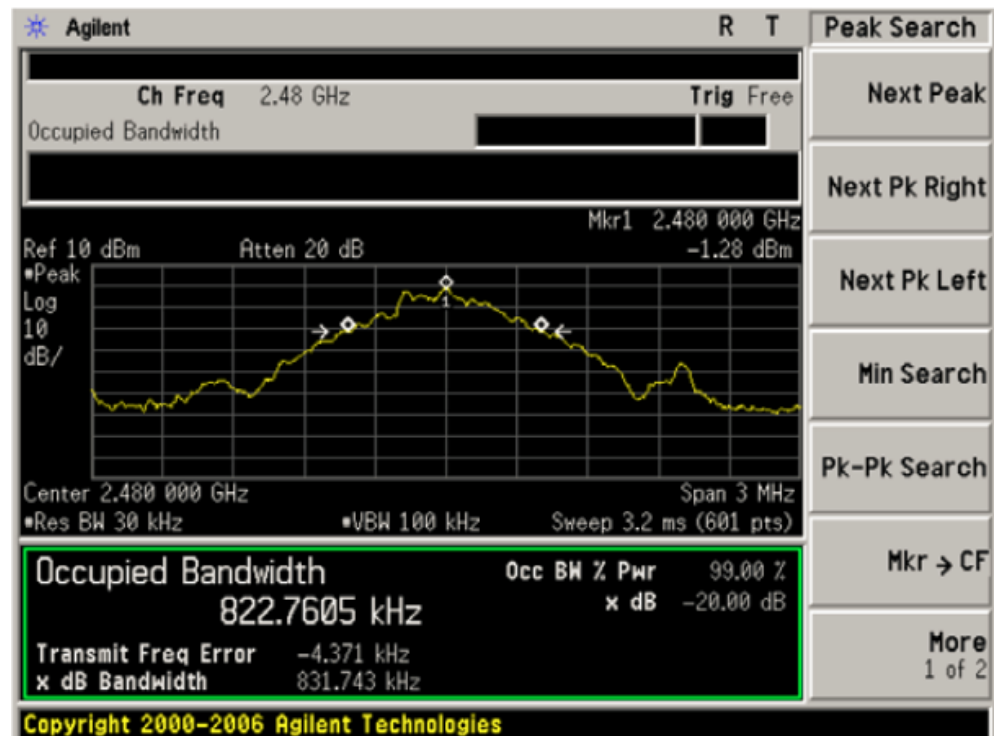 Agilent R T Peak Search
Ch Freq 2.48 GHz Trig Free
Occupied Bandwidth
Next Peak
Next Pk Right
Mkr1 2.480 000 GHz
Ref 10 dBm Atten 20 dB -1.28 dBm
Peak
Log
10
dB/
1
Next Pk Left
Min Search
Pk-Pk Search
Center 2.480 000 GHz Span 3 MHz
Res BW 30 kHz VBW 100 kHz Sweep 3.2 ms (601 pts)
Occupied Bandwidth Occ BW % Pwr 99.00 %
822.7605 kHz x dB -20.00 dB
Transmit Freq Error -4.371 kHz
x dB Bandwidth 831.743 kHz
Mkr → CF
More
1 of 2
Copyright 2000-2006 Agilent Technologies